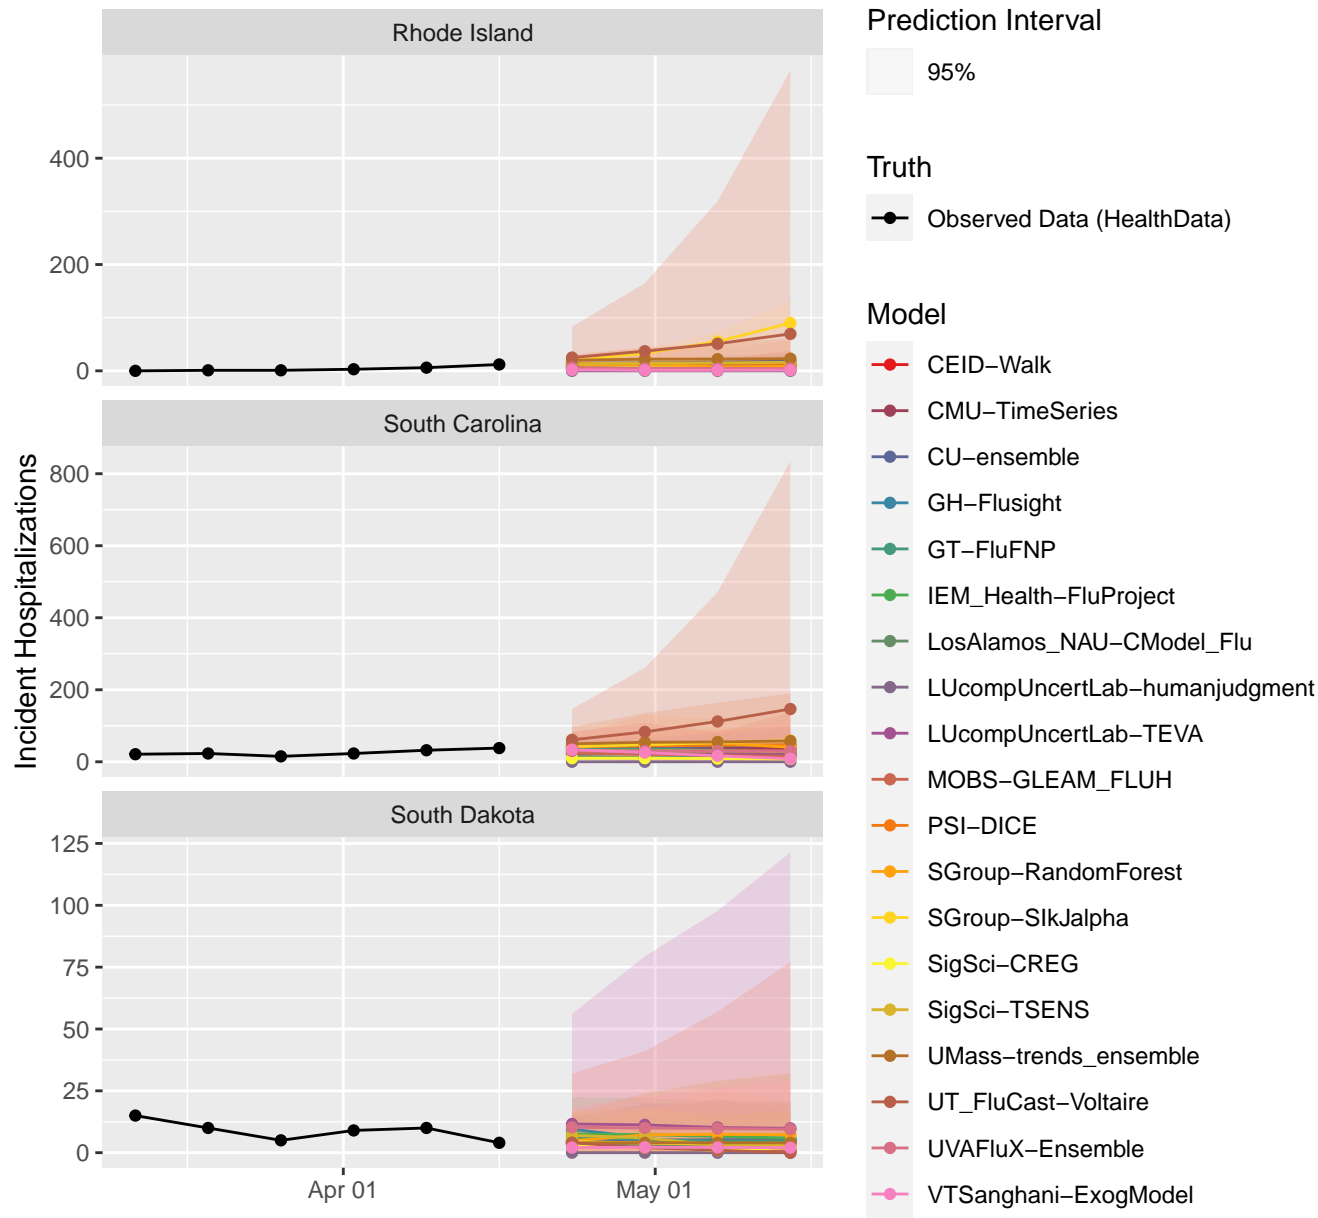 Rhode Island
400
200
0
South Carolina
800
600
400
200
0
South Dakota
125
100
75
50
25
0
Apr 01
May 01
Incident Hospitalizations
Prediction Interval
95%
Truth
Observed Data (HealthData)
Model
CEID−Walk
CMU−TimeSeries
CU−ensemble
GH−Flusight
GT−FluFNP
IEM_Health−FluProject
LosAlamos_NAU−CModel_Flu
LUcompUncertLab−humanjudgment
LUcompUncertLab−TEVA
MOBS−GLEAM_FLUH
PSI−DICE
SGroup−RandomForest
SGroup−SIkJalpha
SigSci−CREG
SigSci−TSENS
UMass−trends_ensemble
UT_FluCast−Voltaire
UVAFluX−Ensemble
VTSanghani−ExogModel